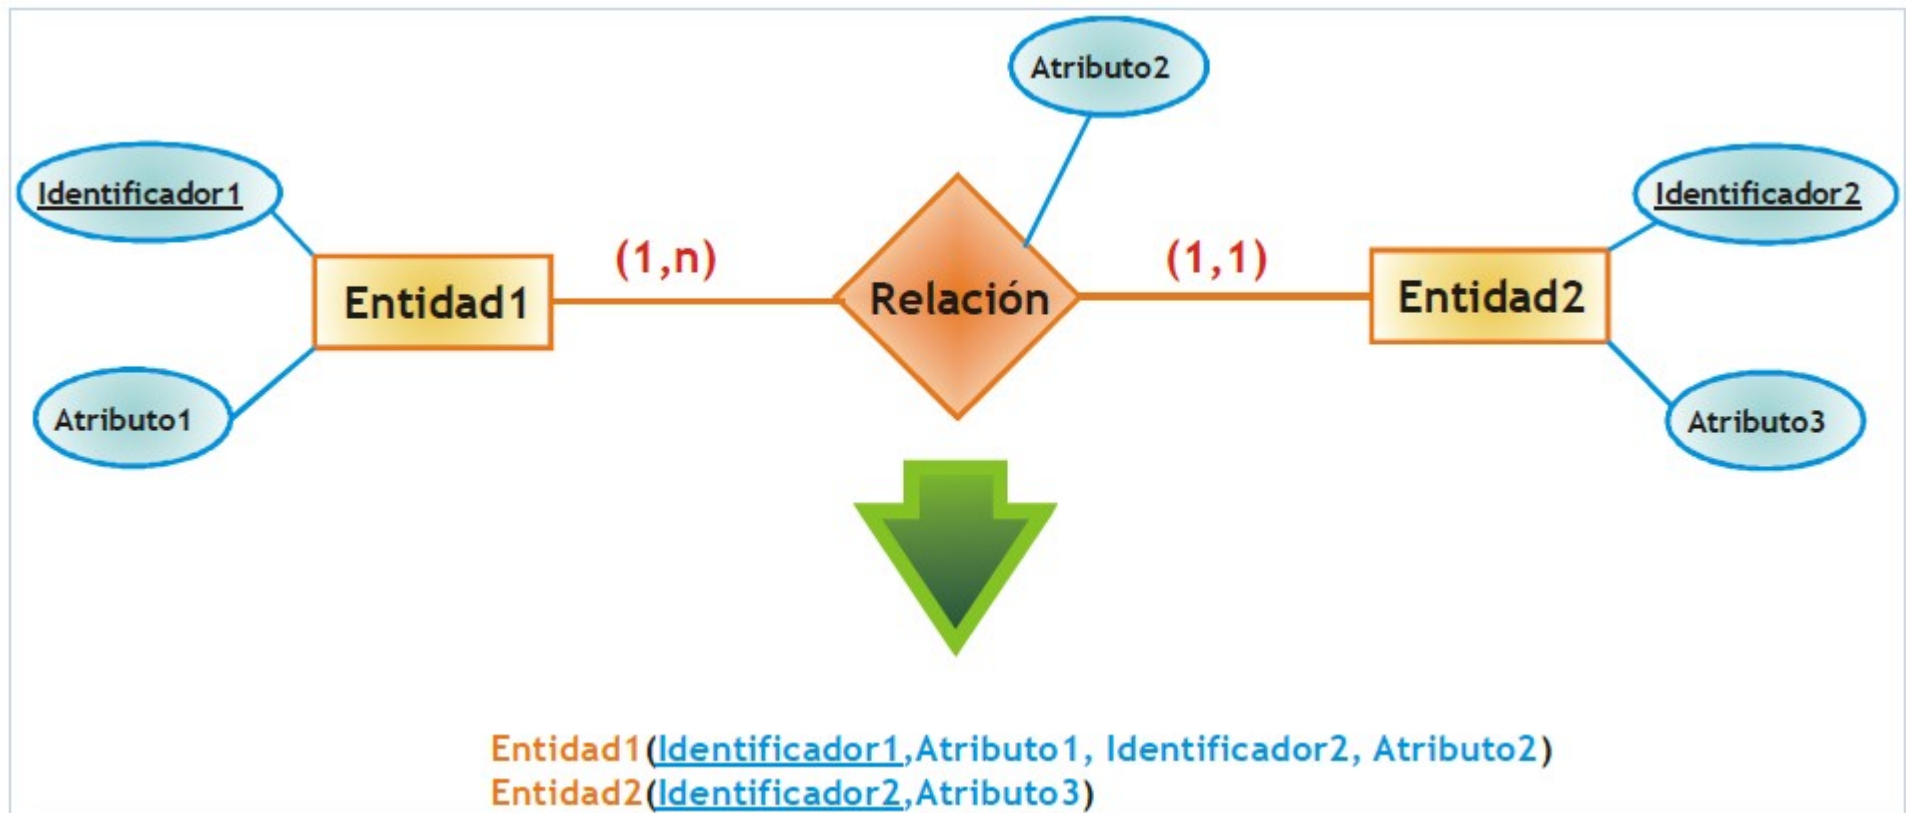 Atributo2
Identificador1
Identificador2
(1,n)
(1,1)
Entidad1
Relación
Entidad2
Atributo1
Atributo3
Entidad1(Identificador1,Atributo1, Identificador2, Atributo2)
Entidad2(Identificador2,Atributo3)